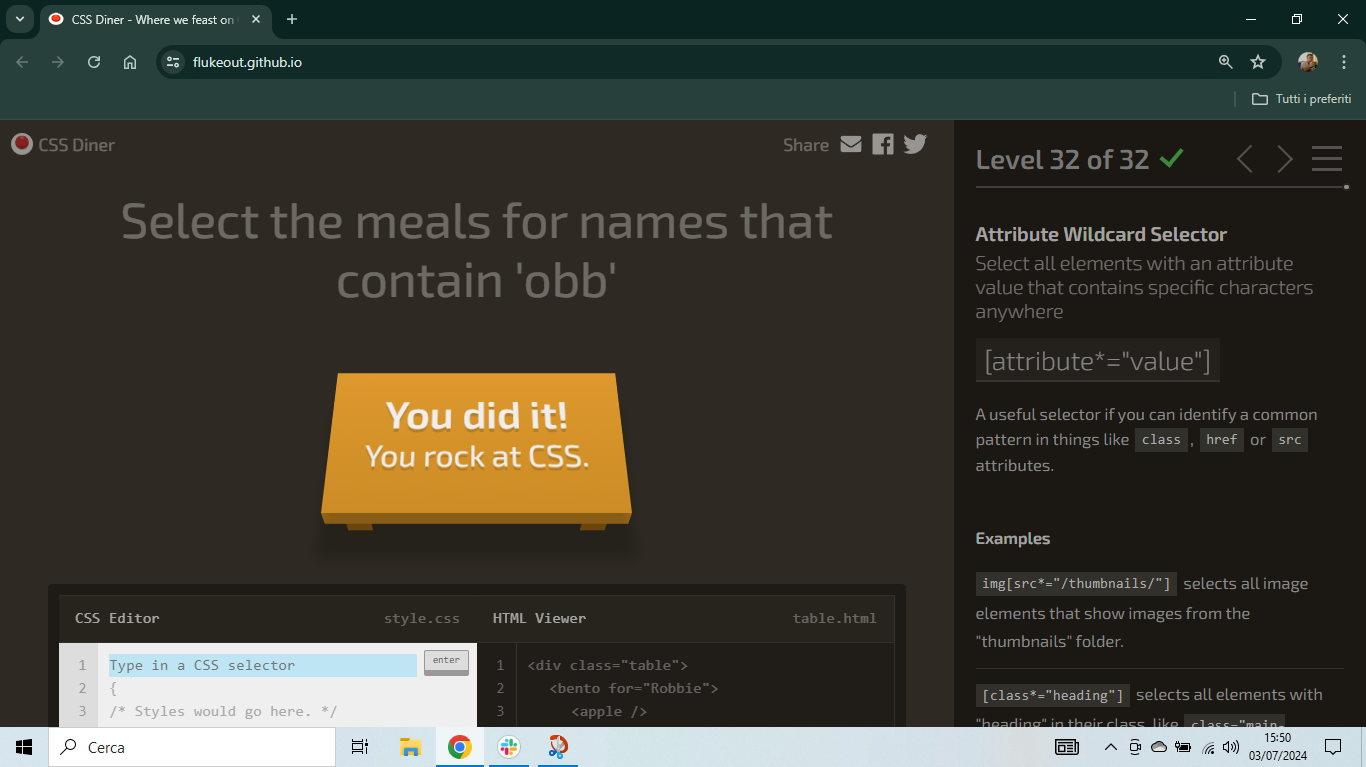 CSS Diner - Where we feast on
flukeout.github.io
Tutti i preferiti
CSS Diner
Share
Select the meals for names that
contain 'obb'
You did it!
You rock at CSS.
CSS Editor
style.css
HTML Viewer
table.html
1
Type in a CSS selector
enter
2
{
3
/* Styles would go here. */
1
<div class="table">
2
<bento for="Robbie">
3
<apple />
Level 32 of 32
Attribute Wildcard Selector
Select all elements with an attribute
value that contains specific characters
anywhere
[attribute*="value"]
A useful selector if you can identify a common
pattern in things like class, href or src
attributes.
Examples
img[src*="/thumbnails/"] selects all image
elements that show images from the
"thumbnails" folder.
[class*="heading"] selects all elements with
"heading" in their class, like class="main-
Cerca
15:50
03/07/2024